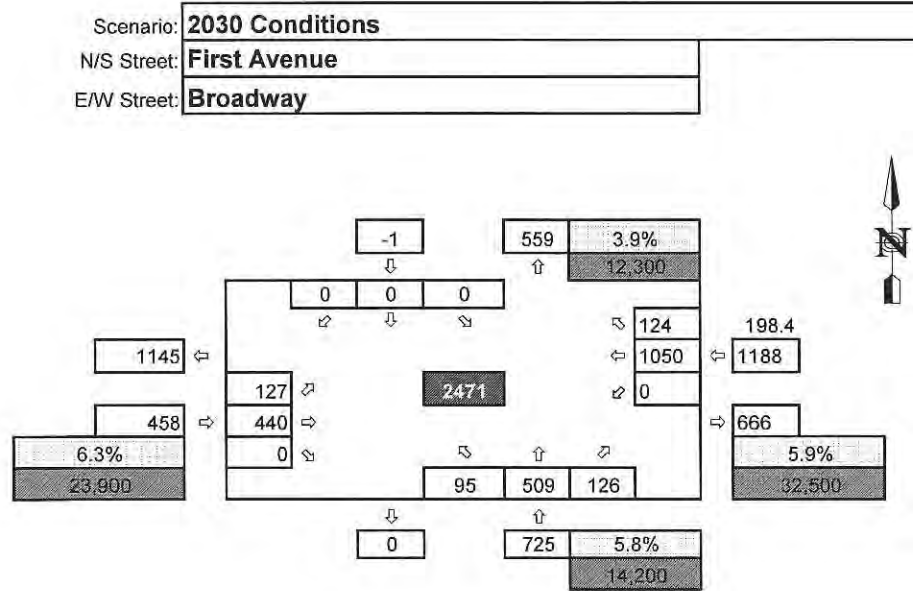 Scenario: 2030 Conditions
N/S Street: First Avenue
E/W Street: Broadway
N
-1 559 3.9%
⇩ ⇧ 12,300
0 0 0
⬃ ⇩ ⬂
⬁ 124 198.4
1145 ⇦ ⇦ 1050 ⇦ 1188
127 ⬀ 2471 ⬃ 0
458 ⇨ 440 ⇨ ⇨ 666
6.3% 0 ⬂ ⬁ ⇧ ⬀ 5.9%
23,900 95 509 126 32,500
⇩ ⇧
0 725 5.8%
14,200